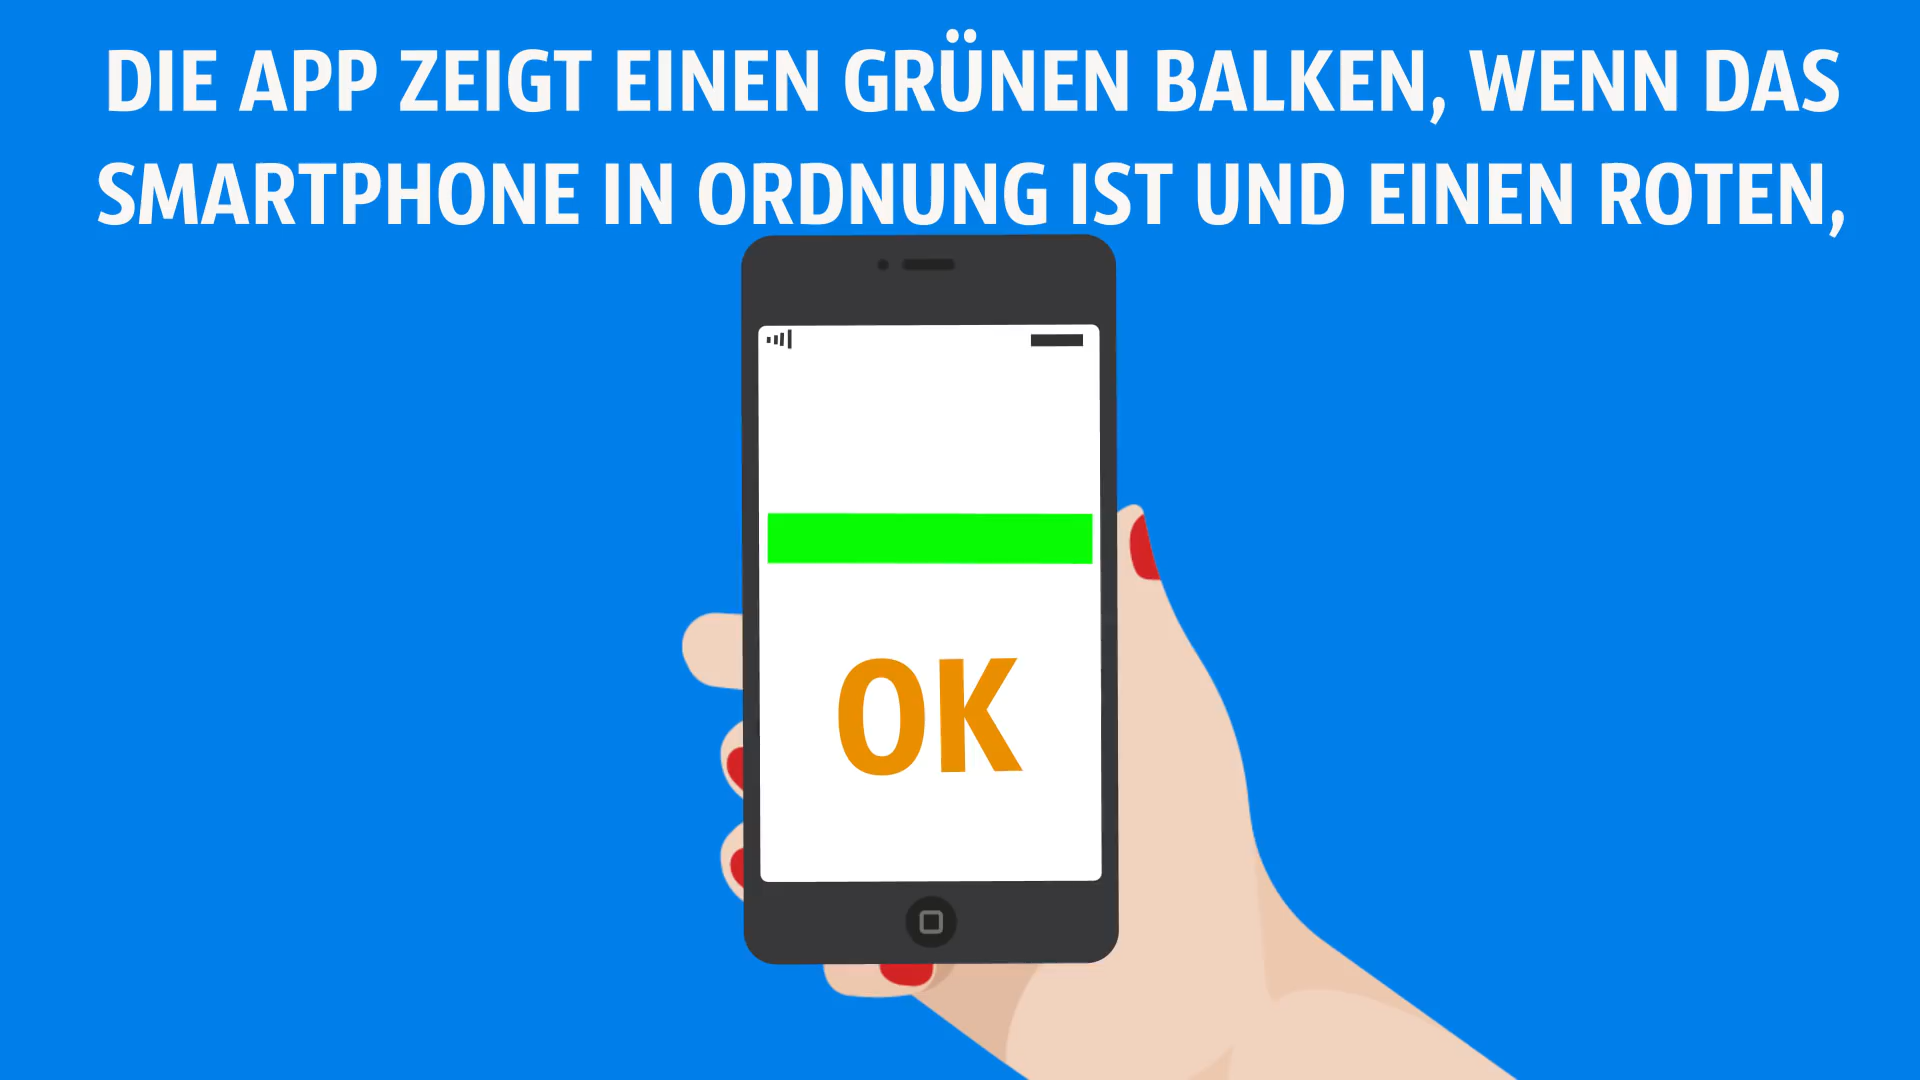 DIE APP ZEIGT EINEN GRÜNEN BALKEN, WENN DAS
SMARTPHONE IN ORDNUNG IST UND EINEN ROTEN,
OK